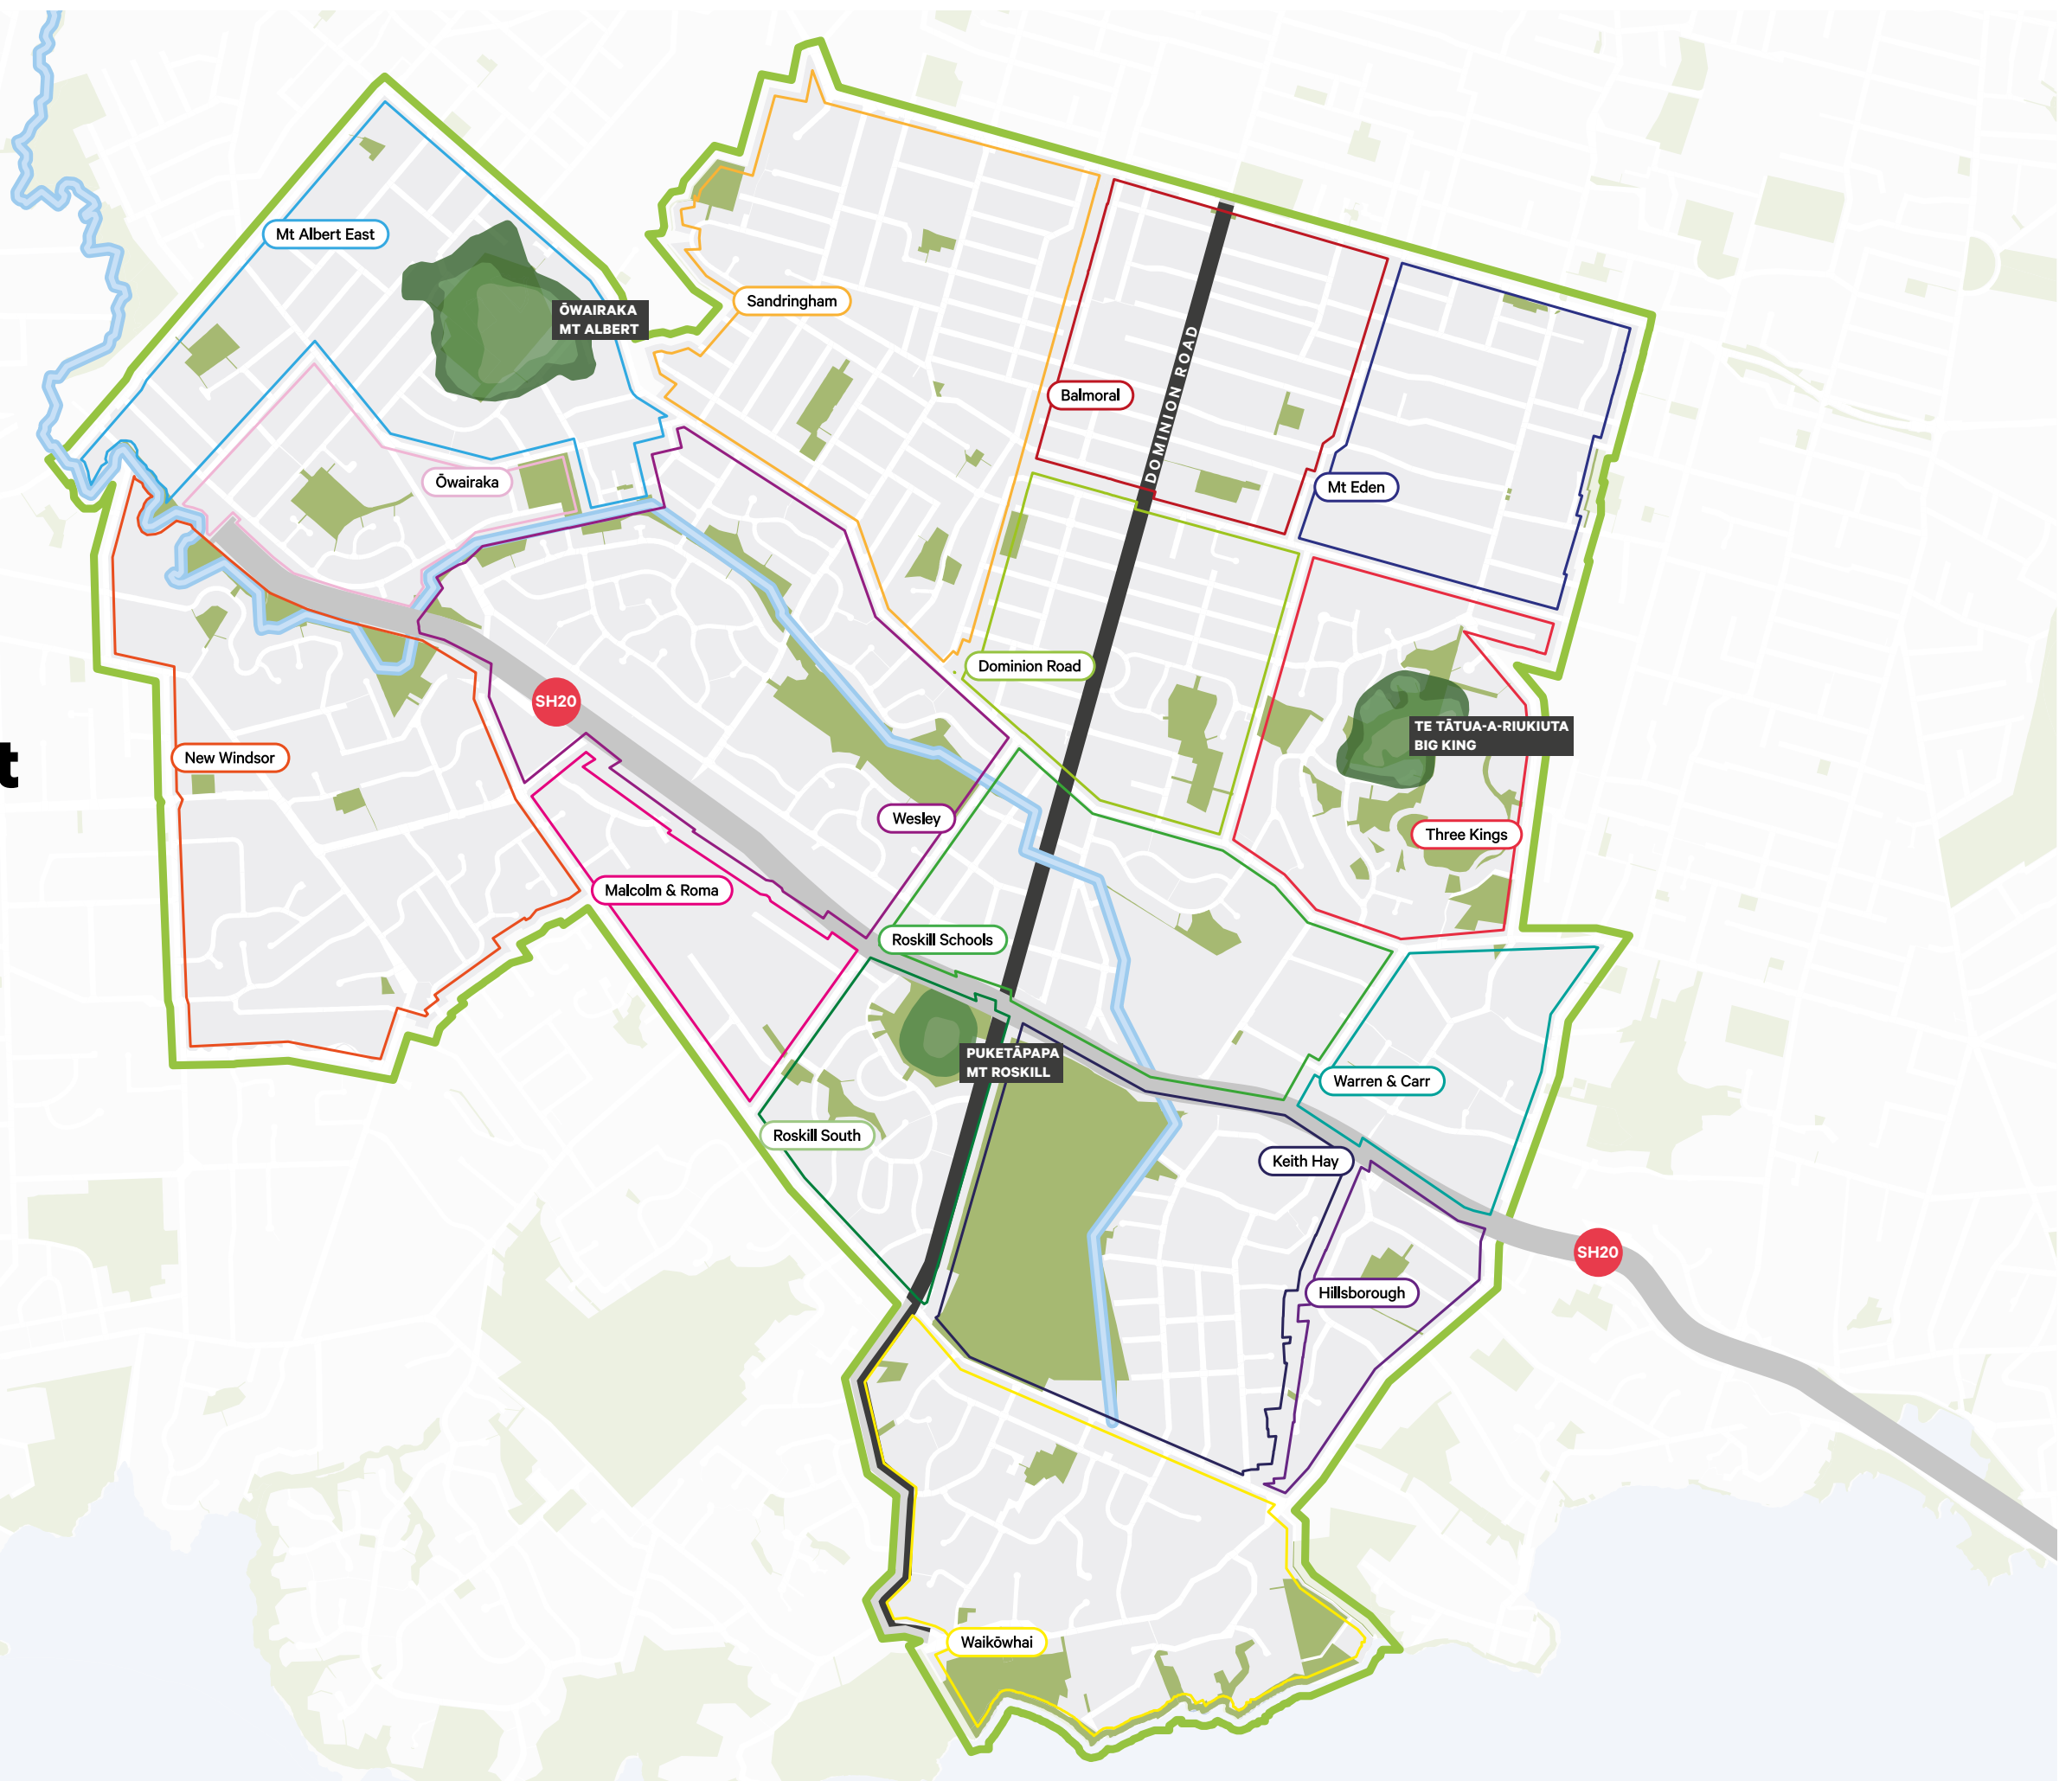 Mt Albert East
ŌWAIRAKA
MT ALBERT
Sandringham
DOMINION ROAD
Balmoral
Ōwairaka
Mt Eden
Dominion Road
SH20
TE TĀTUA-A-RIUKIUTA
BIG KING
New Windsor
t
Wesley
Three Kings
Malcolm & Roma
Roskill Schools
PUKETĀPAPA
MT ROSKILL
Warren & Carr
Roskill South
Keith Hay
SH20
Hillsborough
Waikōwhai